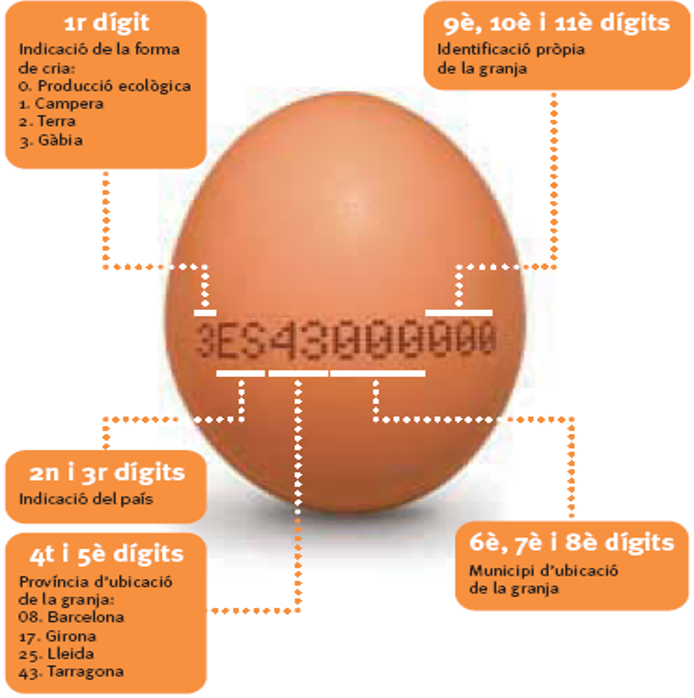 1r dígit
Indicació de la forma
de cria:
0. Producció ecològica
1. Campera
2. Terra
3. Gàbia
9è, 10è i 11è dígits
Identificació pròpia
de la granja
3ES43000000
2n i 3r dígits
Indicació del país
4t i 5è dígits
Província d'ubicació
de la granja:
08. Barcelona
17. Girona
25. Lleida
43. Tarragona
6è, 7è i 8è dígits
Municipi d'ubicació
de la granja